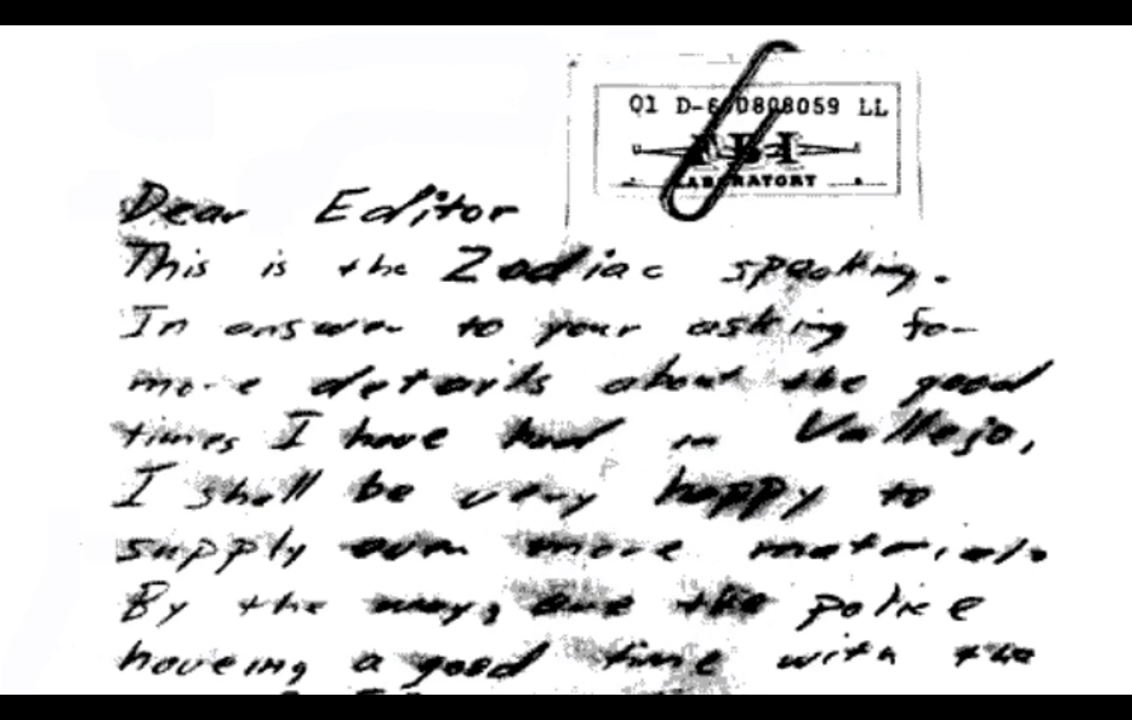 Q1 D-6 0808059 LL
FBI
LABORATORY
Dear Editor
This is the Zodiac speaking.
In answer to your asking for
more details about the good
times I have had in Vallejo,
I shall be very happy to
supply even more material.
By the way, are the police
haveing a good time with the